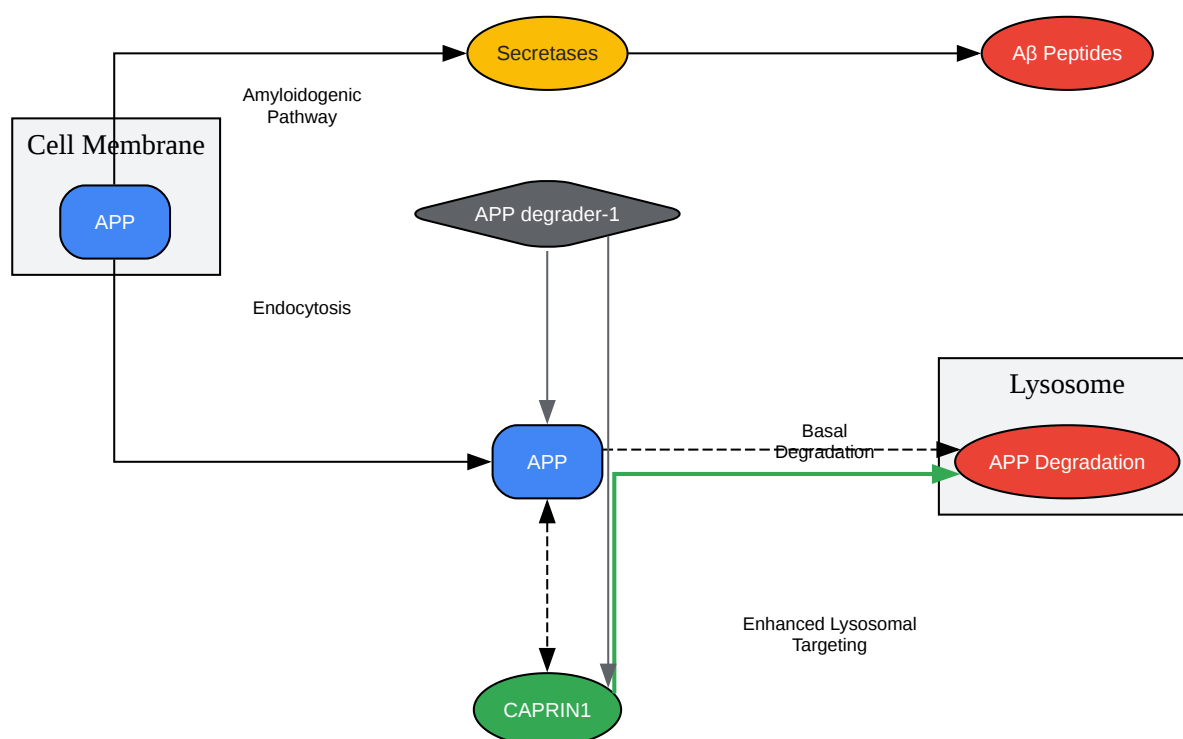 Secretases
Aβ Peptides
Amyloidogenic
Pathway
Cell Membrane
APP
APP degrader-1
Endocytosis
Lysosome
Basal
Degradation
APP
APP Degradation
Enhanced Lysosomal
Targeting
CAPRIN1